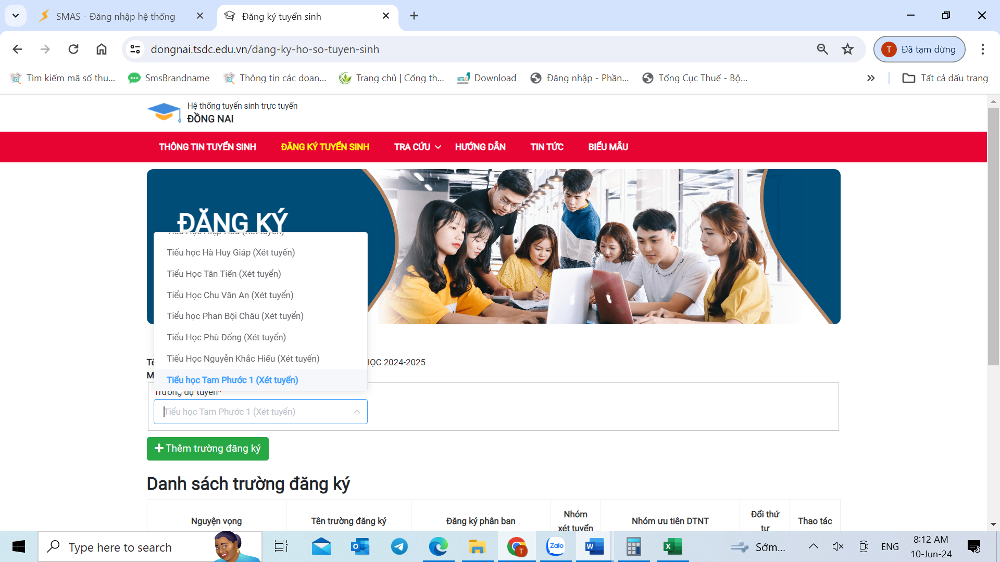 SMAS - Đăng nhập hệ thống
Đăng ký tuyển sinh
dongnai.tsdc.edu.vn/dang-ky-ho-so-tuyen-sinh
T
Đã tạm dừng
Tìm kiếm mã số thu...
SmsBrandname
Thông tin các doan...
Trang chủ | Cổng th...
Download
Đăng nhập - Phần...
Tổng Cục Thuế - Bộ...
Tất cả dấu trang
Hệ thống tuyển sinh trực tuyến
ĐỒNG NAI
THÔNG TIN TUYỂN SINH
ĐĂNG KÝ TUYỂN SINH
TRA CỨU
HƯỚNG DẪN
TIN TỨC
BIỂU MẪU
ĐĂNG KÝ
Tiểu Học Hiệp Hòa (Xét tuyển)
Tiểu học Hà Huy Giáp (Xét tuyển)
Tiểu Học Tân Tiến (Xét tuyển)
Tiểu Học Chu Văn An (Xét tuyển)
Tiểu học Phan Bội Châu (Xét tuyển)
Tiểu Học Phù Đổng (Xét tuyển)
Tiểu Học Nguyễn Khắc Hiếu (Xét tuyển)
HỌC 2024-2025
Tiểu học Tam Phước 1 (Xét tuyển)
Trường dự tuyển*
Tiểu học Tam Phước 1 (Xét tuyển)
Thêm trường đăng ký
Danh sách trường đăng ký
Nguyện vọng
Tên trường đăng ký
Đăng ký phân ban
Nhóm
xét tuyển
Nhóm ưu tiên DTNT
Đổi thứ
tự
Thao tác
Type here to search
Zalo
Sớm...
ENG
8:12 AM
10-Jun-24